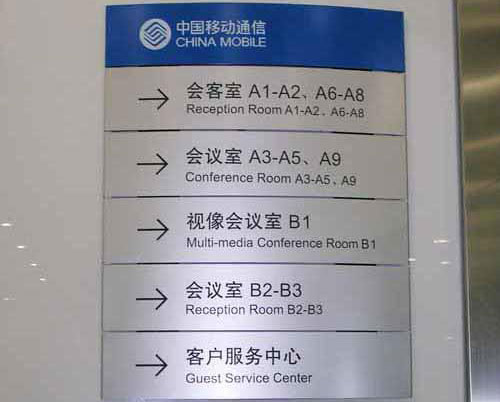 中国移动通信
CHINA MOBILE
会客室 A1-A2、A6-A8
Reception Room A1-A2、A6-A8
会议室 A3-A5、A9
Conference Room A3-A5、A9
视像会议室 B1
Multi-media Conference Room B1
会议室 B2-B3
Reception Room B2-B3
客户服务中心
Guest Service Center